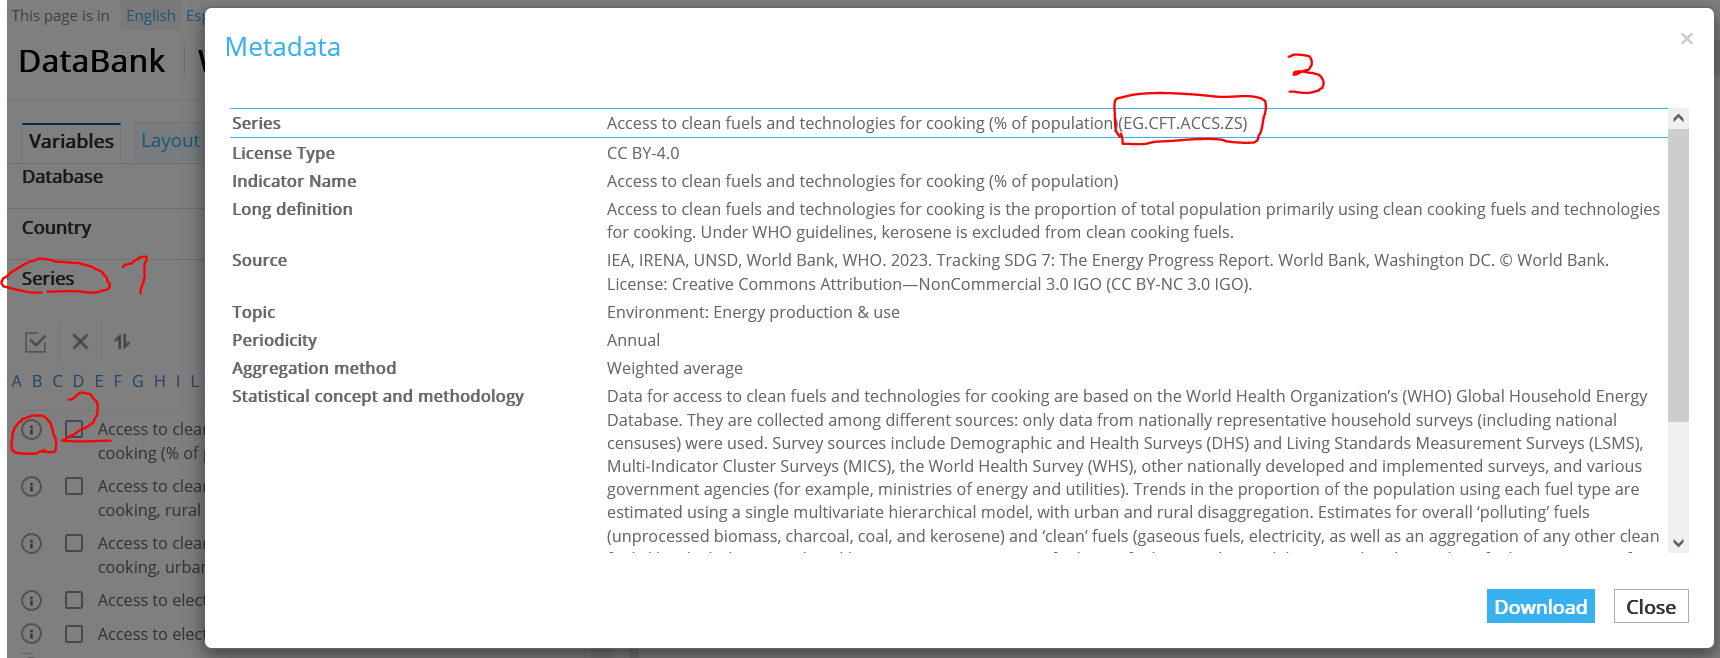 This page is in English Esp
DataBank W
Variables Layout
Database
Country
Series 1
A B C D E F G H I L
2
Access to clear
cooking (% of p
Access to clear
cooking, rural
Access to clear
cooking, urban
Access to elect
Access to elect
Metadata ×
3
Series Access to clean fuels and technologies for cooking (% of population) (EG.CFT.ACCS.ZS)
License Type CC BY-4.0
Indicator Name Access to clean fuels and technologies for cooking (% of population)
Long definition Access to clean fuels and technologies for cooking is the proportion of total population primarily using clean cooking fuels and technologies
for cooking. Under WHO guidelines, kerosene is excluded from clean cooking fuels.
Source IEA, IRENA, UNSD, World Bank, WHO. 2023. Tracking SDG 7: The Energy Progress Report. World Bank, Washington DC. © World Bank.
License: Creative Commons Attribution—NonCommercial 3.0 IGO (CC BY-NC 3.0 IGO).
Topic Environment: Energy production & use
Periodicity Annual
Aggregation method Weighted average
Statistical concept and methodology Data for access to clean fuels and technologies for cooking are based on the World Health Organization’s (WHO) Global Household Energy
Database. They are collected among different sources: only data from nationally representative household surveys (including national
censuses) were used. Survey sources include Demographic and Health Surveys (DHS) and Living Standards Measurement Surveys (LSMS),
Multi-Indicator Cluster Surveys (MICS), the World Health Survey (WHS), other nationally developed and implemented surveys, and various
government agencies (for example, ministries of energy and utilities). Trends in the proportion of the population using each fuel type are
estimated using a single multivariate hierarchical model, with urban and rural disaggregation. Estimates for overall ‘polluting’ fuels
(unprocessed biomass, charcoal, coal, and kerosene) and ‘clean’ fuels (gaseous fuels, electricity, as well as an aggregation of any other clean
Download Close